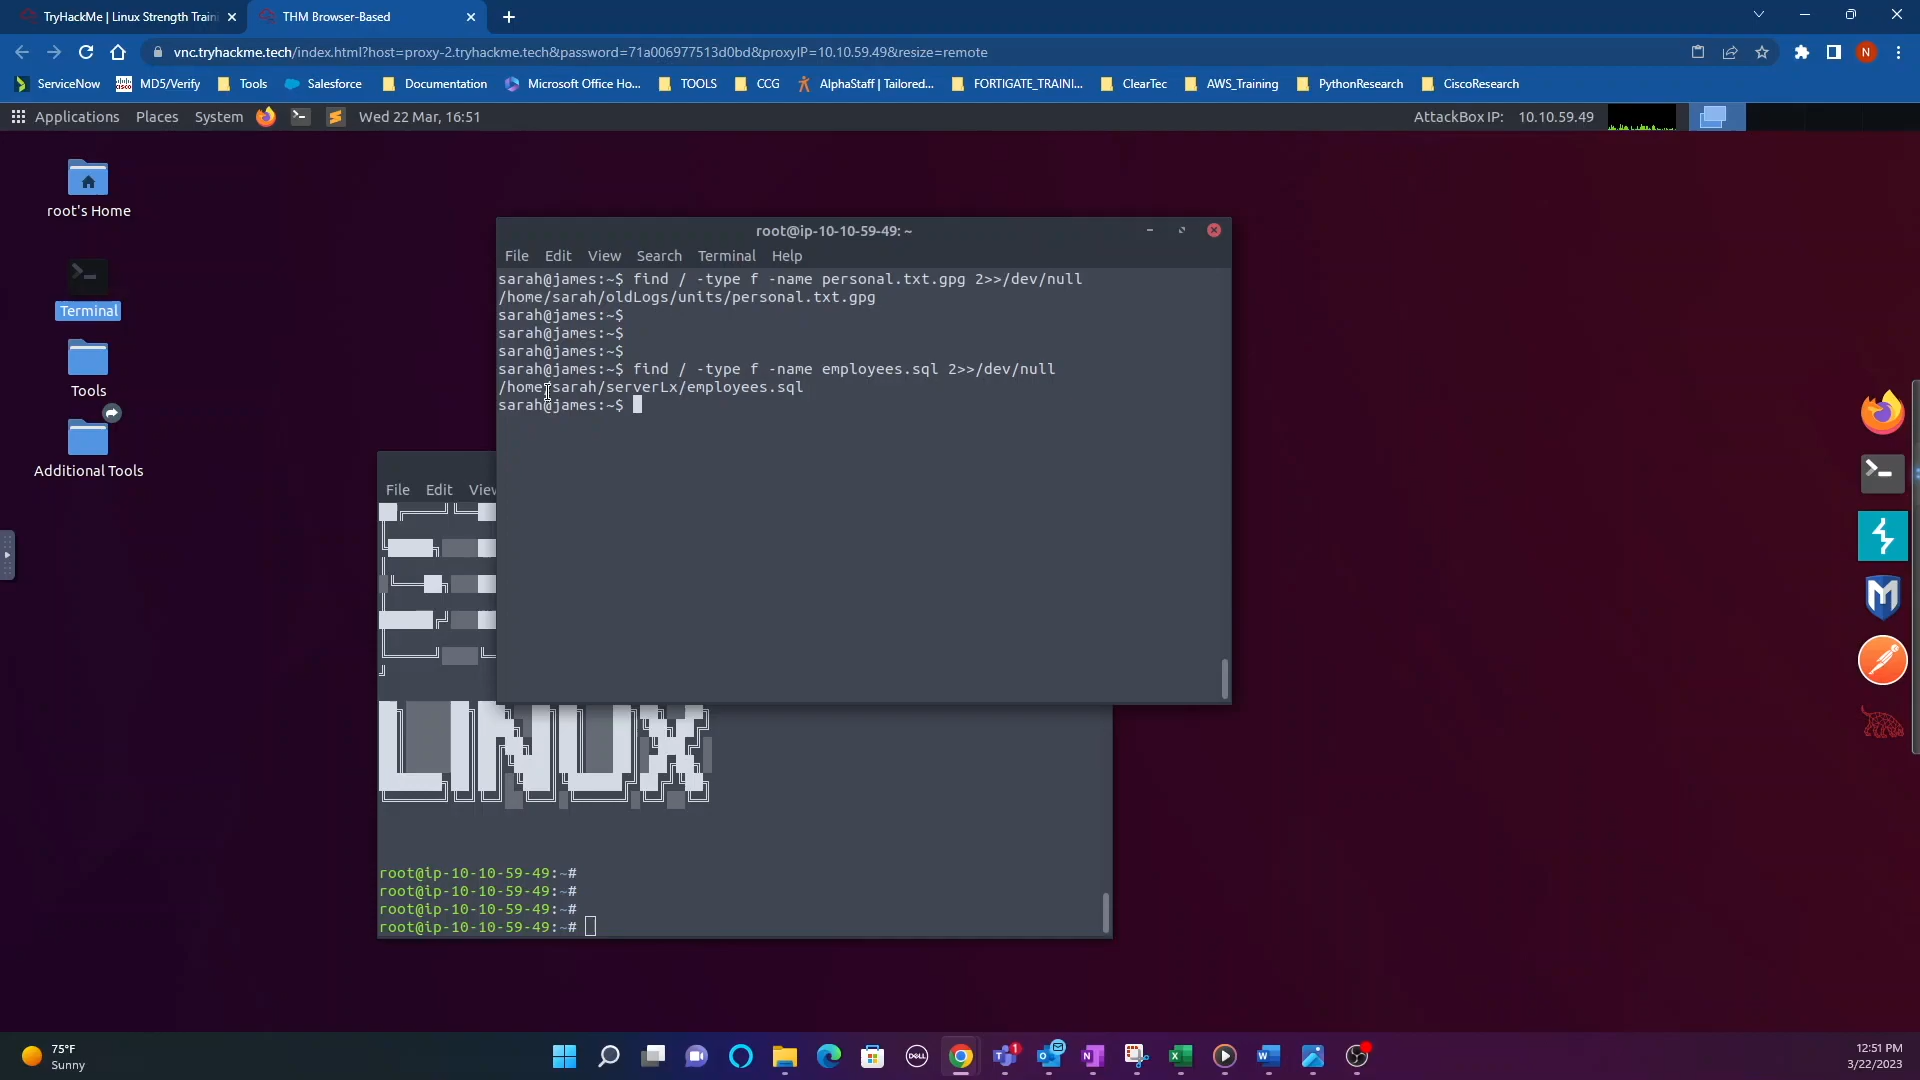 TryHackMe | Linux Strength Traini
THM Browser-Based
vnc.tryhackme.tech/index.html?host=proxy-2.tryhackme.tech&password=71a006977513d0bd&proxyIP=10.10.59.49&resize=remote
N
ServiceNow
MD5/Verify
Tools
Salesforce
Documentation
Microsoft Office Ho...
TOOLS
CCG
AlphaStaff | Tailored...
FORTIGATE_TRAINI...
ClearTec
AWS_Training
PythonResearch
CiscoResearch
Applications
Places
System
Wed 22 Mar, 16:51
AttackBox IP:
10.10.59.49
root's Home
Terminal
Tools
Additional Tools
root@ip-10-10-59-49: ~
File Edit View Search Terminal Help
sarah@james:~$ find / -type f -name personal.txt.gpg 2>>/dev/null
/home/sarah/oldLogs/units/personal.txt.gpg
sarah@james:~$
sarah@james:~$
sarah@james:~$
sarah@james:~$ find / -type f -name employees.sql 2>>/dev/null
/home/sarah/serverLx/employees.sql
sarah@james:~$
File Edit View
LINUX
root@ip-10-10-59-49:~#
root@ip-10-10-59-49:~#
root@ip-10-10-59-49:~#
root@ip-10-10-59-49:~#
75°F
Sunny
DELL
1
12:51 PM
3/22/2023